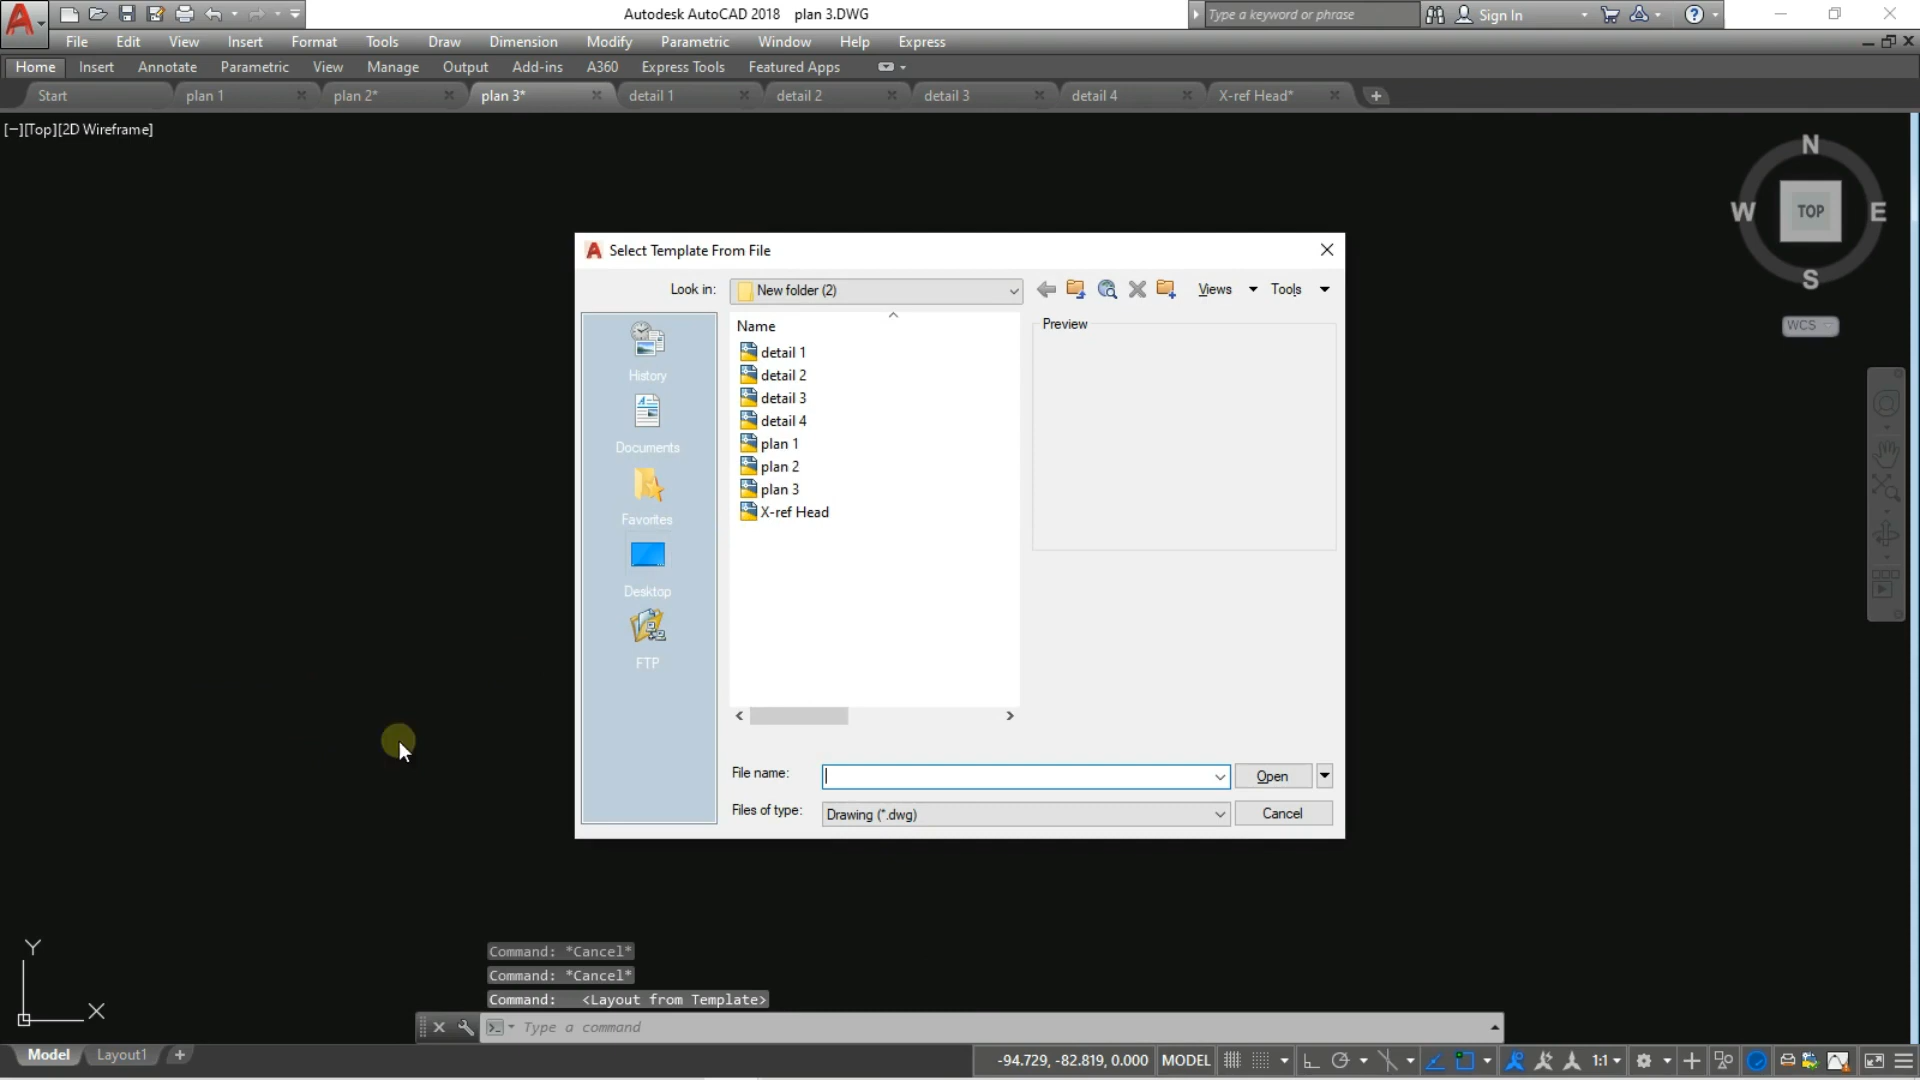 Autodesk AutoCAD 2018 plan 3.DWG
Type a keyword or phrase
Sign In
File Edit View Insert Format Tools Draw Dimension Modify Parametric Window Help Express
Home Insert Annotate Parametric View Manage Output Add-ins A360 Express Tools Featured Apps
Start plan 1 plan 2* plan 3* detail 1 detail 2 detail 3 detail 4 X-ref Head*
[−][Top][2D Wireframe]
N
W TOP E
S
WCS
Select Template From File
Look in: New folder (2) Views Tools
Name
Preview
detail 1
detail 2
detail 3
detail 4
plan 1
plan 2
plan 3
X-ref Head
History
Documents
Favorites
Desktop
FTP
File name: Open
Files of type: Drawing (*.dwg) Cancel
Y
X
Command: *Cancel*
Command: *Cancel*
Command: <Layout from Template>
Type a command
Model Layout1
-94.729, -82.819, 0.000 MODEL 1:1